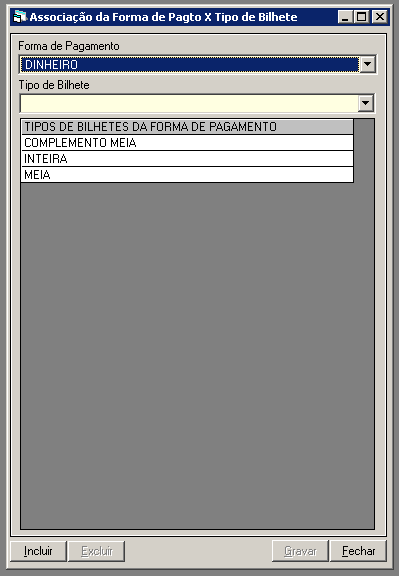 Associação da Forma de Pagto X Tipo de Bilhete
Forma de Pagamento
DINHEIRO
Tipo de Bilhete
TIPOS DE BILHETES DA FORMA DE PAGAMENTO
COMPLEMENTO MEIA
INTEIRA
MEIA
Incluir Excluir Gravar Fechar